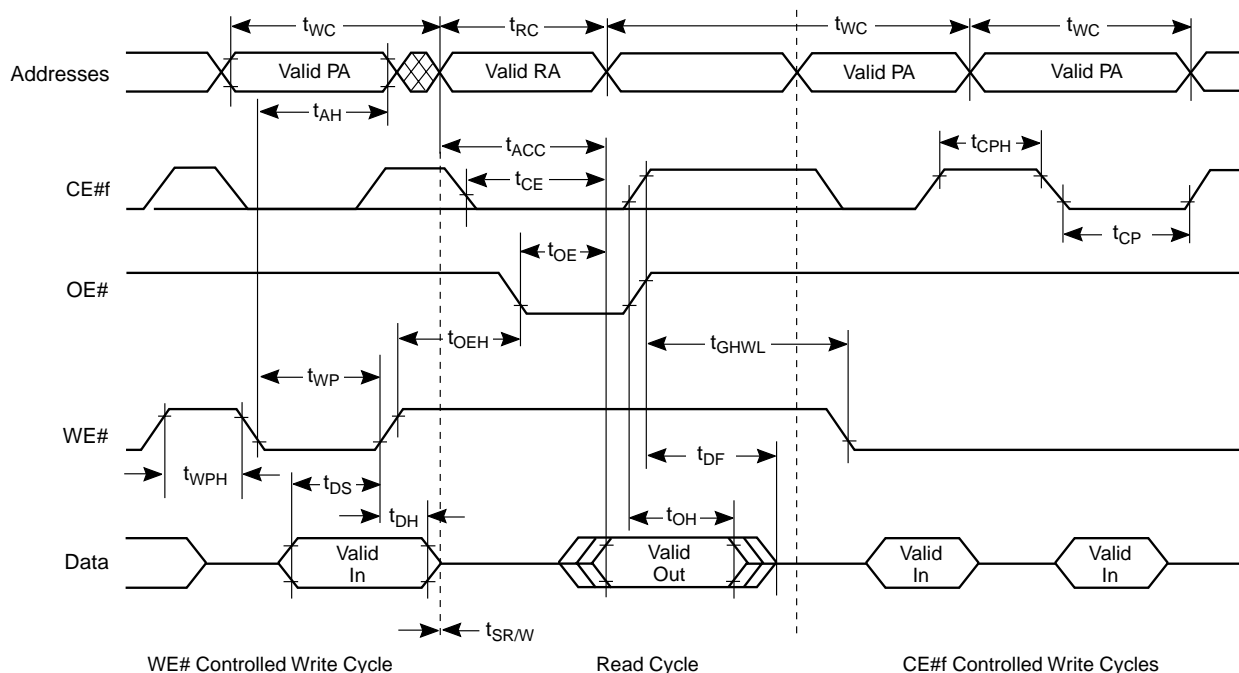 tWC tRC tWC tWC
Addresses Valid PA Valid RA Valid PA Valid PA
tAH
tACC tCPH
CE#f tCE
tCP
tOE
OE#
tOEH tGHWL
tWP
WE#
tWPH tDS tDF
tDH tOH
Data Valid In Valid Out Valid In Valid In
tSR/W
WE# Controlled Write Cycle Read Cycle CE#f Controlled Write Cycles